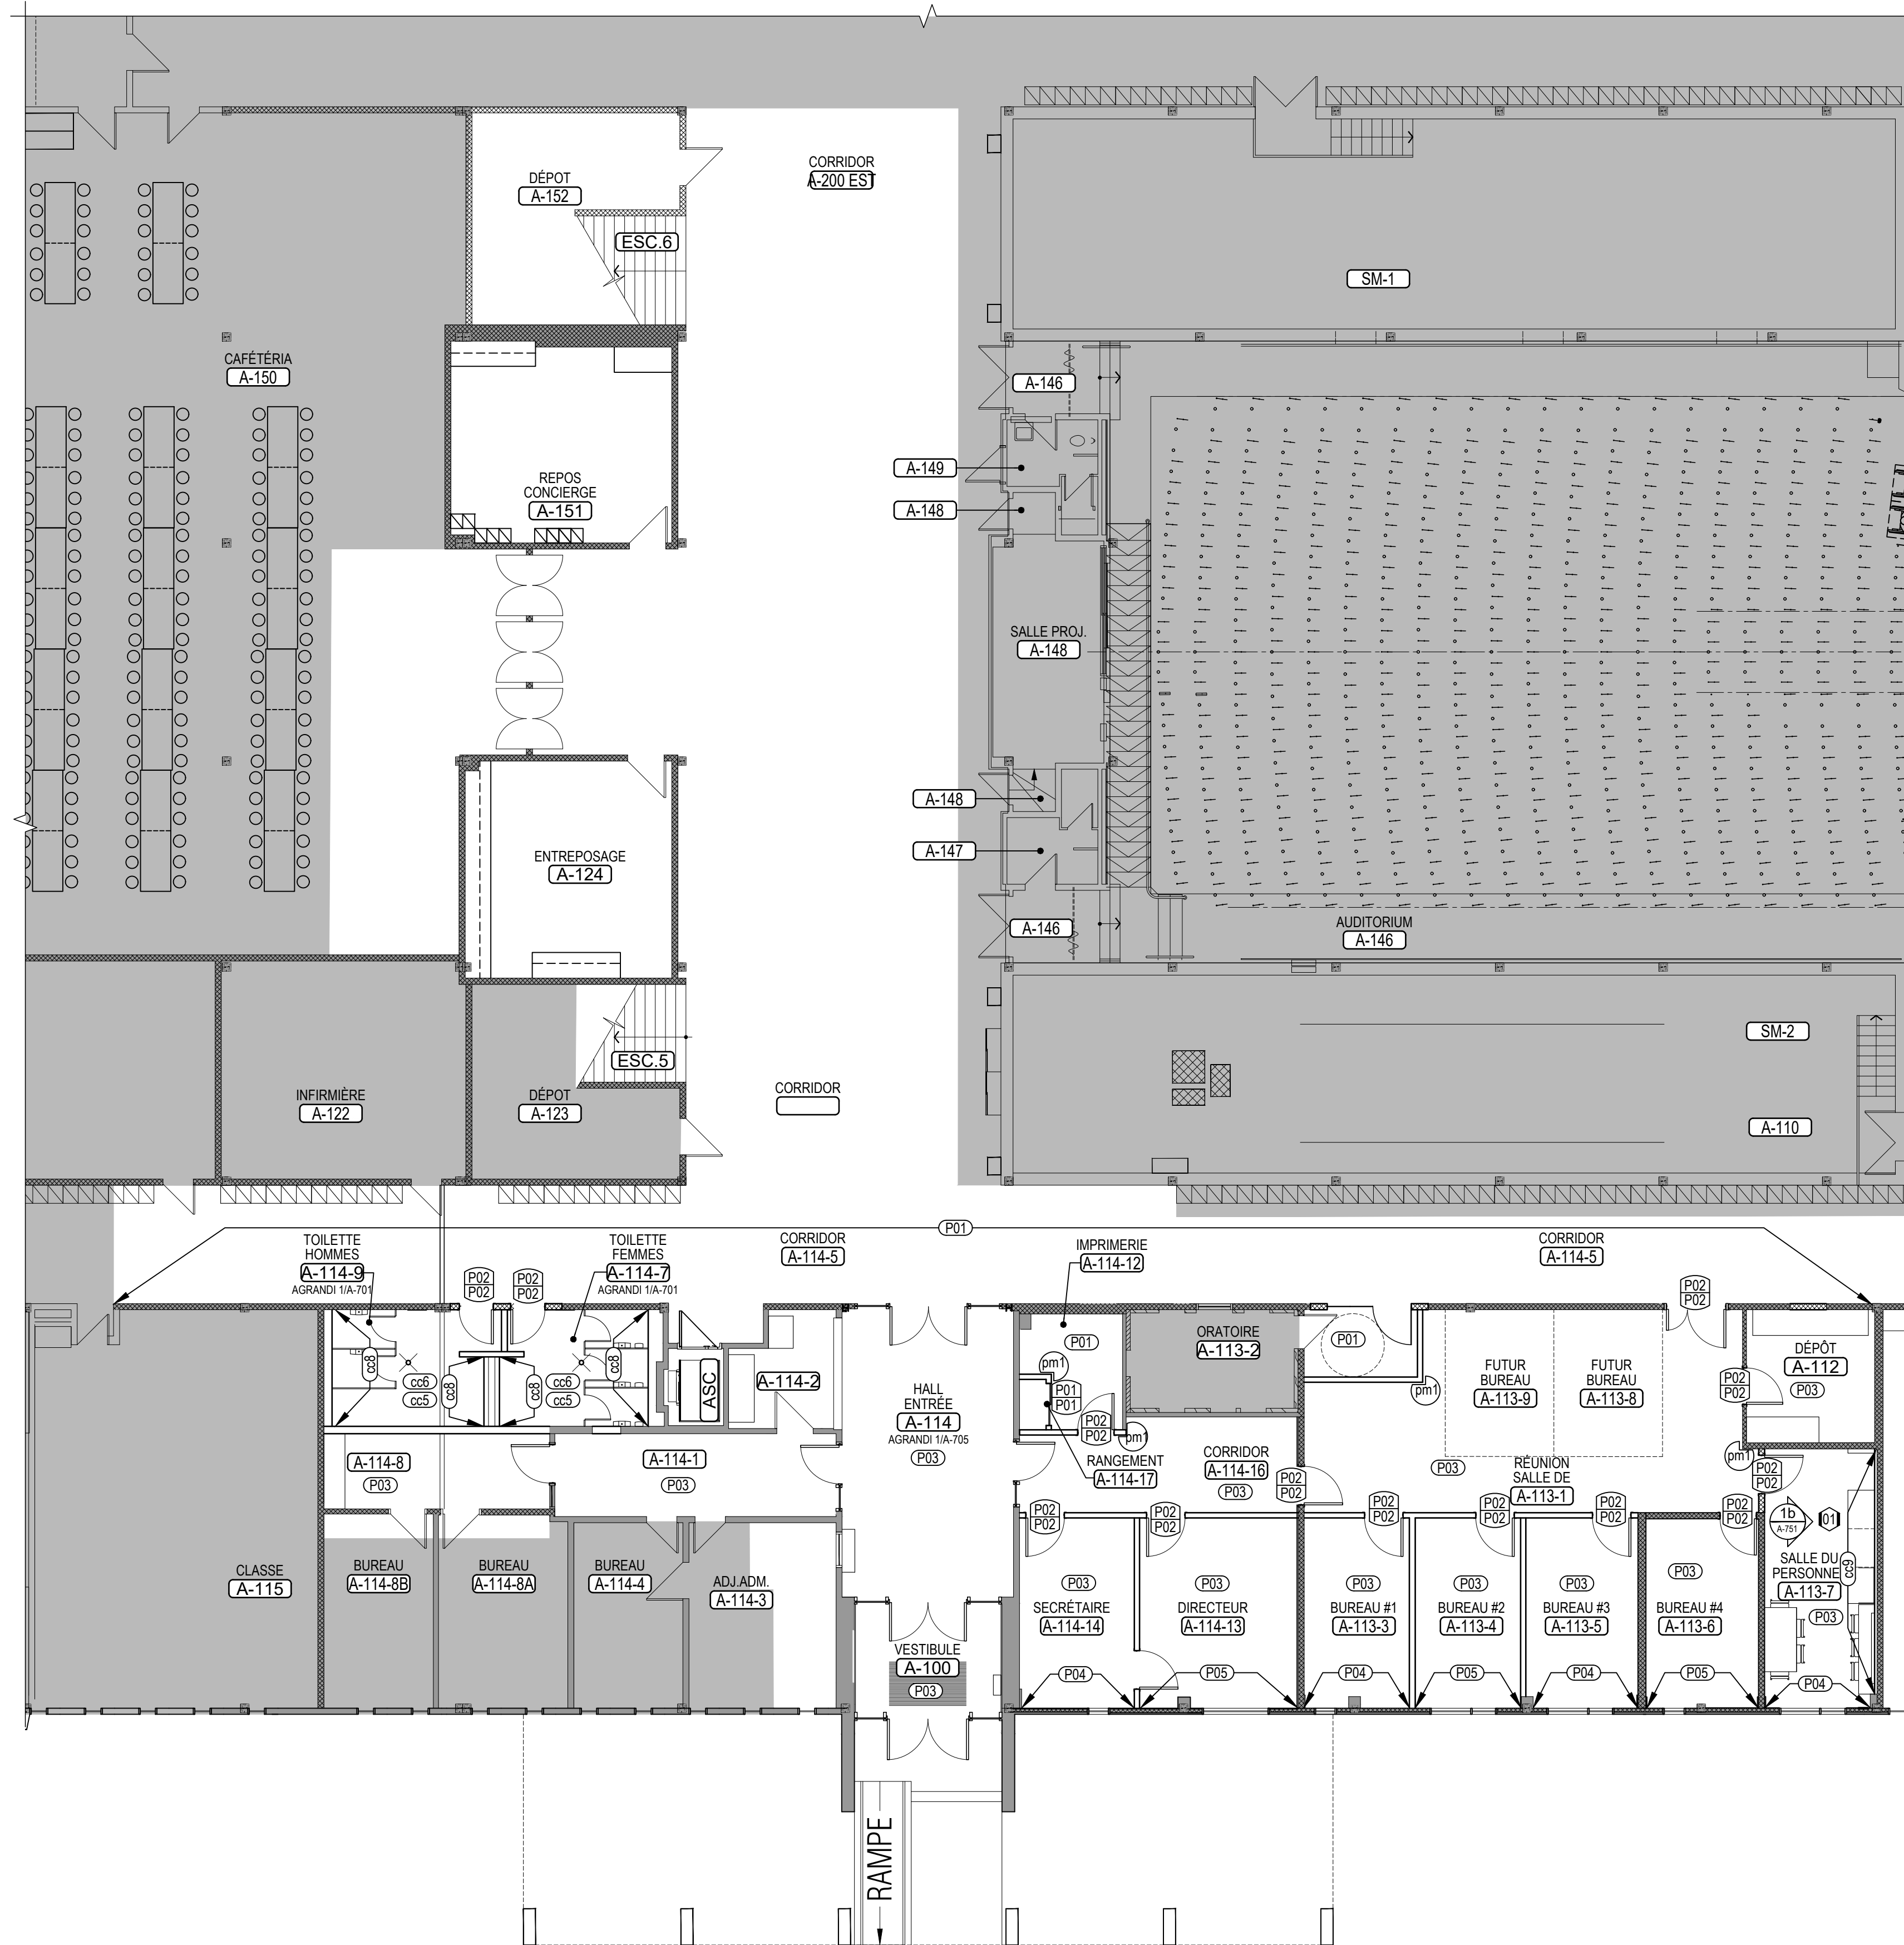 CORRIDOR
A-200 EST
DÉPOT
A-152
ESC.6
SM-1
CAFÉTÉRIA
A-150
A-146
REPOS
CONCIERGE
A-151
A-149
A-148
SALLE PROJ.
A-148
A-148
A-147
ENTREPOSAGE
A-124
A-146
AUDITORIUM
A-146
SM-2
ESC.5
INFIRMIÈRE
A-122
DÉPOT
A-123
CORRIDOR
A-110
P01
TOILETTE
HOMMES
A-114-9
AGRANDI 1/A-701
P02
P02
P02
P02
TOILETTE
FEMMES
A-114-7
AGRANDI 1/A-701
CORRIDOR
A-114-5
IMPRIMERIE
A-114-12
CORRIDOR
A-114-5
P02
P02
cc8
cc6
cc5
cc8
cc8
cc6
cc5
cc8
ASC
A-114-2
HALL
ENTRÉE
A-114
AGRANDI 1/A-705
P03
P01
pm1
P01
P01
P02
P02
pm1
ORATOIRE
A-113-2
P01
pm1
FUTUR
BUREAU
A-113-9
FUTUR
BUREAU
A-113-8
P02
P02
DÉPÔT
A-112
P03
A-114-8
P03
A-114-1
P03
RANGEMENT
A-114-17
CORRIDOR
A-114-16
P03
P02
P02
P03
RÉUNION
SALLE DE
A-113-1
pm1
P02
P02
P02
P02
P02
P02
P02
P02
P02
P02
P02
P02
P02
P02
1b
A-751
01
CLASSE
A-115
BUREAU
A-114-8B
BUREAU
A-114-8A
BUREAU
A-114-4
ADJ.ADM.
A-114-3
P03
SECRÉTAIRE
A-114-14
P03
DIRECTEUR
A-114-13
P03
BUREAU #1
A-113-3
P03
BUREAU #2
A-113-4
P03
BUREAU #3
A-113-5
P03
BUREAU #4
A-113-6
SALLE DU
PERSONNE
A-113-7
P03
cc9
VESTIBULE
A-100
P03
P04
P05
P04
P05
P04
P05
P04
RAMPE